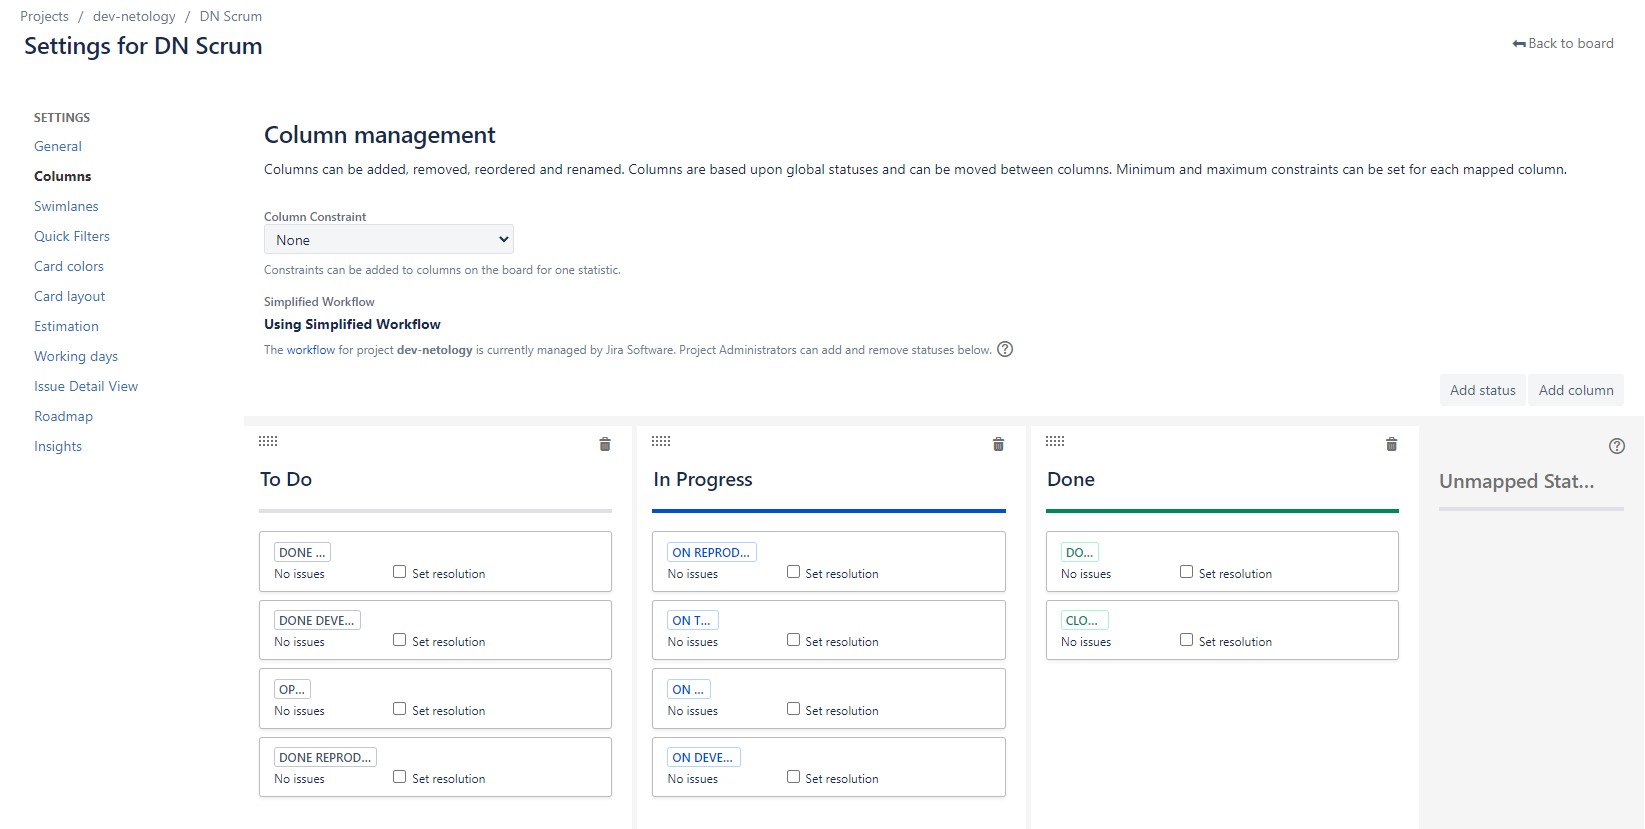 Projects / dev-netology / DN Scrum
Settings for DN Scrum
Back to board
SETTINGS
General
Columns
Swimlanes
Quick Filters
Card colors
Card layout
Estimation
Working days
Issue Detail View
Roadmap
Insights
Column management
Columns can be added, removed, reordered and renamed. Columns are based upon global statuses and can be moved between columns. Minimum and maximum constraints can be set for each mapped column.
Column Constraint
None
Constraints can be added to columns on the board for one statistic.
Simplified Workflow
Using Simplified Workflow
The workflow for project dev-netology is currently managed by Jira Software. Project Administrators can add and remove statuses below. ?
Add status
Add column
To Do
DONE ...
No issues Set resolution
DONE DEVE...
No issues Set resolution
OP...
No issues Set resolution
DONE REPROD...
No issues Set resolution
In Progress
ON REPROD...
No issues Set resolution
ON T...
No issues Set resolution
ON ...
No issues Set resolution
ON DEVE...
No issues Set resolution
Done
DO...
No issues Set resolution
CLO...
No issues Set resolution
?
Unmapped Stat...